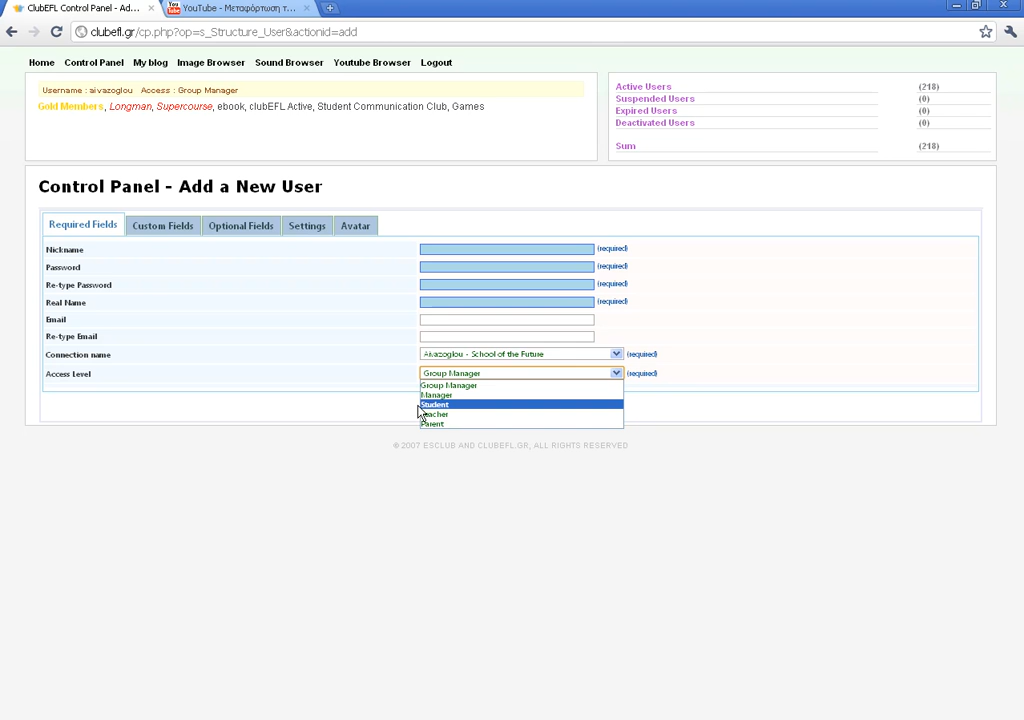 ClubEFL Control Panel - Ad...
YouTube - Μεταφόρτωση τ...
clubefl.gr/cp.php?op=s_Structure_User&actionid=add
Home Control Panel My blog Image Browser Sound Browser Youtube Browser Logout
Username : aivazoglou Access : Group Manager
Gold Members, Longman, Supercourse, ebook, clubEFL Active, Student Communication Club, Games
Active Users (218)
Suspended Users (0)
Expired Users (0)
Deactivated Users (0)
Sum (218)
Control Panel - Add a New User
Required Fields Custom Fields Optional Fields Settings Avatar
Nickname (required)
Password (required)
Re-type Password (required)
Real Name (required)
Email
Re-type Email
Connection name Aivazoglou - School of the Future (required)
Access Level Group Manager (required)
Group Manager
Manager
Student
Teacher
Parent
© 2007 ESCLUB AND CLUBEFL.GR, ALL RIGHTS RESERVED